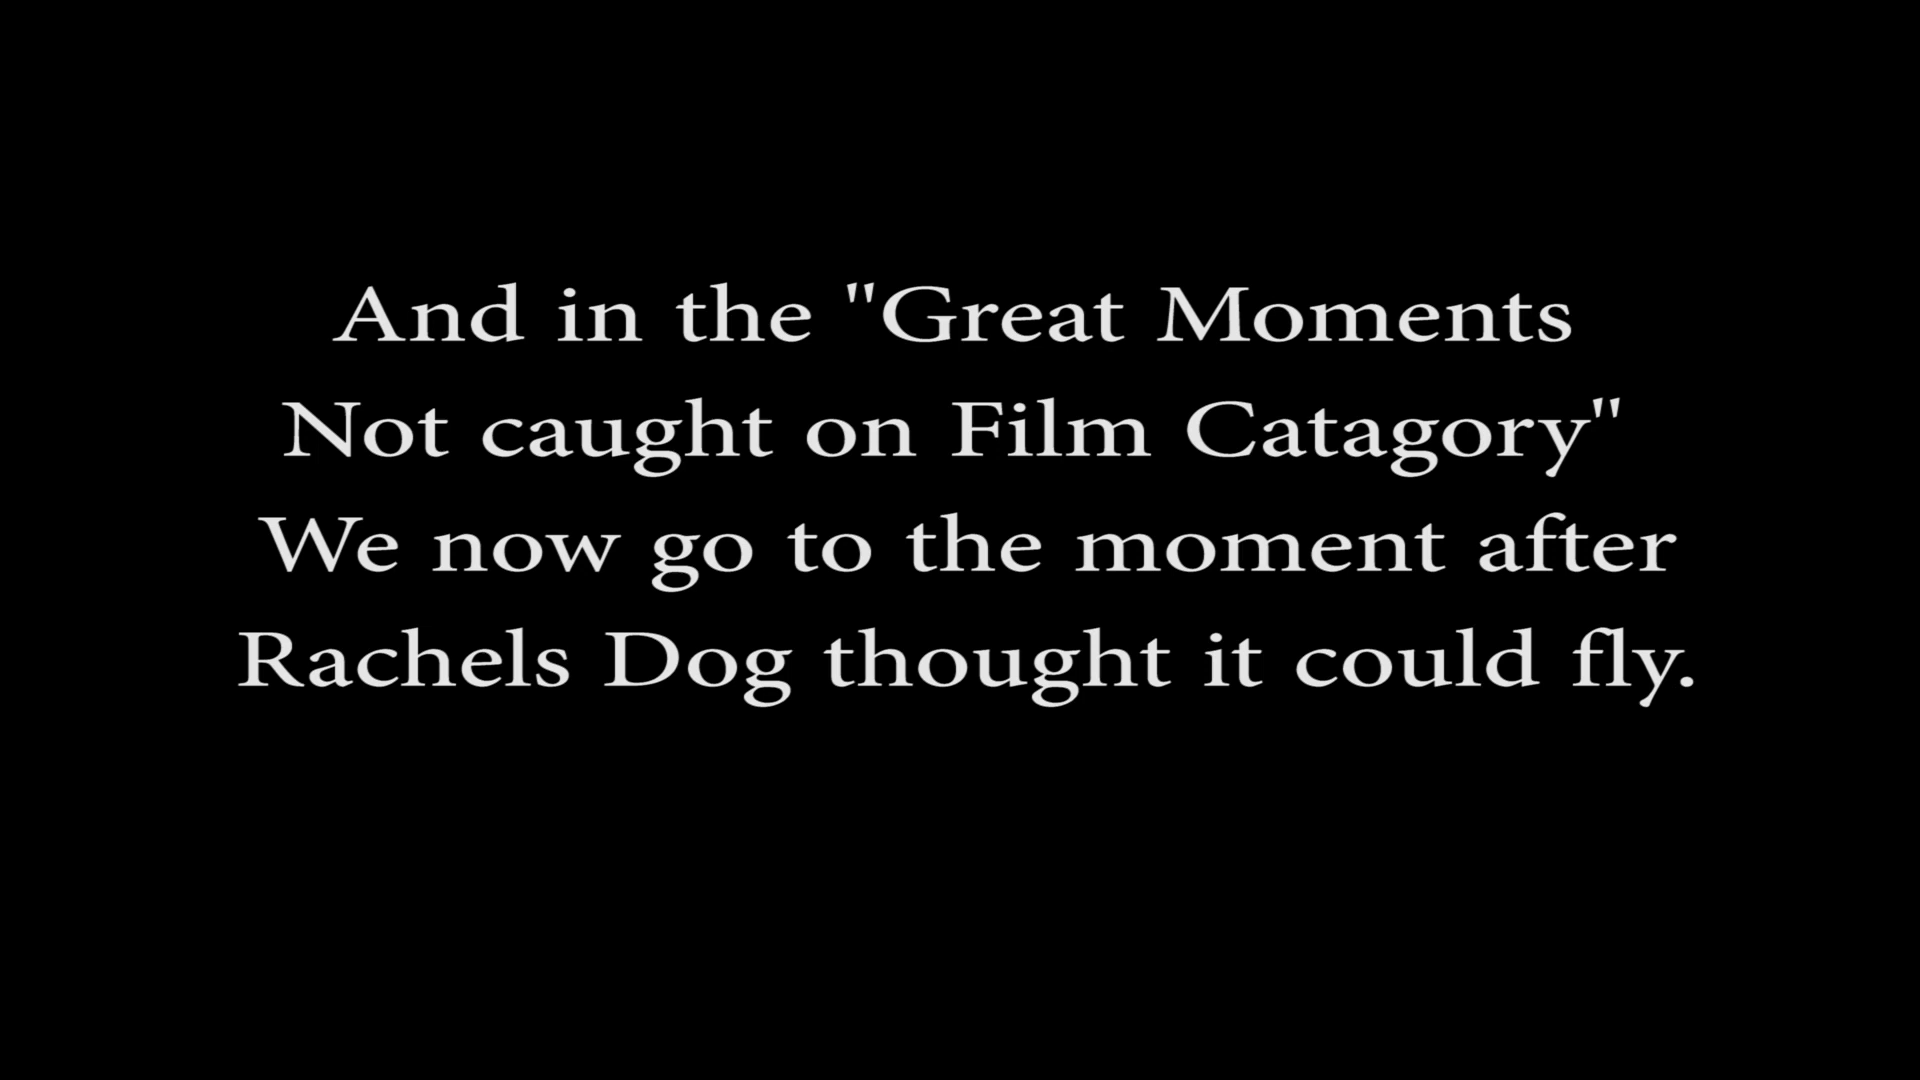 And in the "Great Moments
Not caught on Film Catagory"
We now go to the moment after
Rachels Dog thought it could fly.